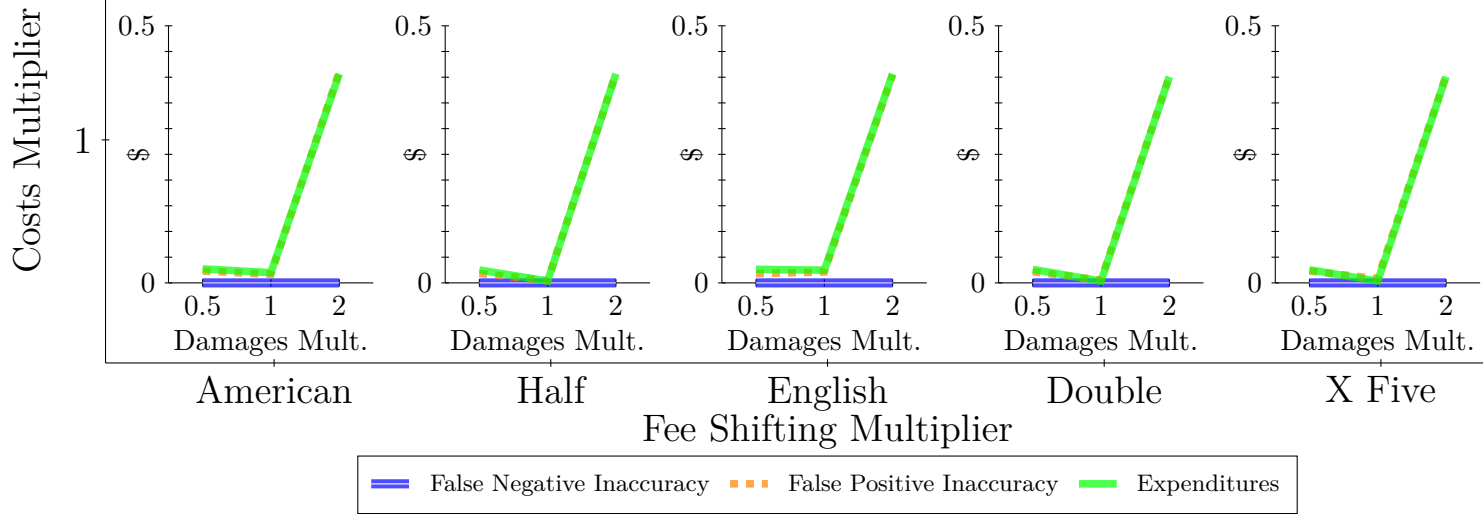 Costs Multiplier
1
0.5
$
0
0.5 1 2
Damages Mult.
0.5
$
0
0.5 1 2
Damages Mult.
0.5
$
0
0.5 1 2
Damages Mult.
0.5
$
0
0.5 1 2
Damages Mult.
0.5
$
0
0.5 1 2
Damages Mult.
American Half English Double X Five
Fee Shifting Multiplier
False Negative Inaccuracy False Positive Inaccuracy Expenditures